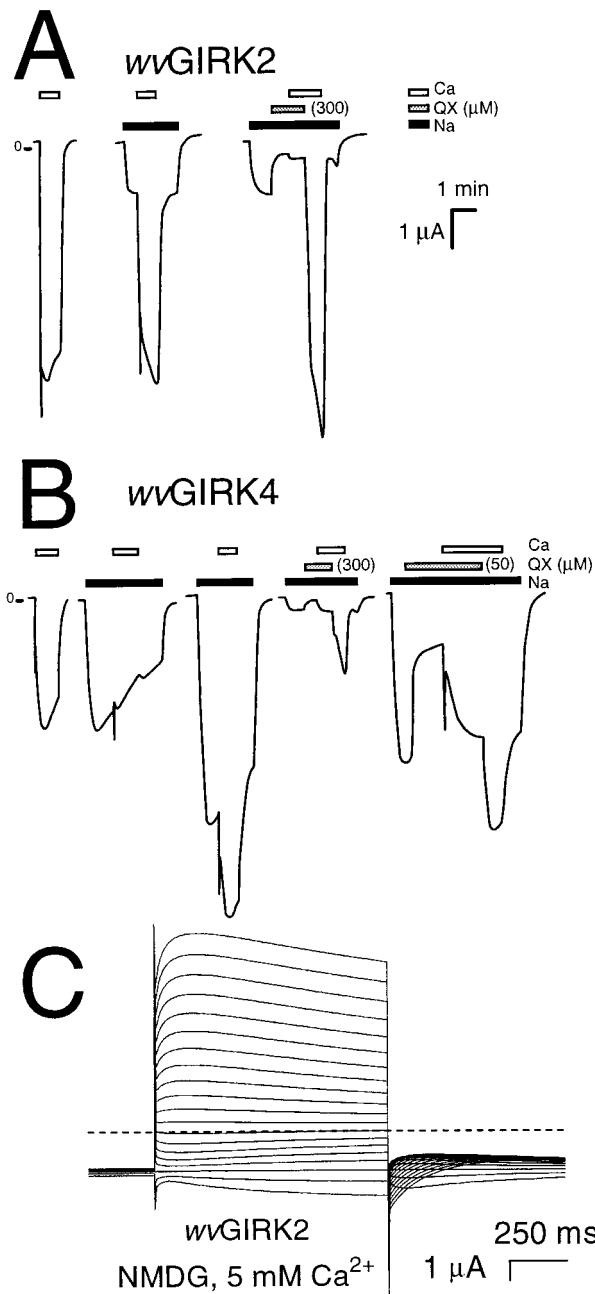 A
wvGIRK2
Ca
(300)
QX (μM)
Na
0
1 min
1 μA
B
wvGIRK4
Ca
(300)
(50)
QX (μM)
Na
0
C
wvGIRK2
250 ms
NMDG, 5 mM Ca²⁺
1 μA